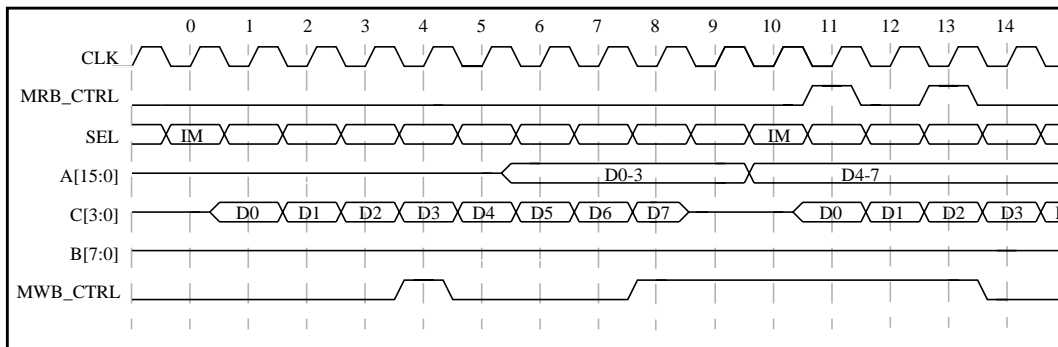 0 1 2 3 4 5 6 7 8 9 10 11 12 13 14
CLK
MRB_CTRL
SEL IM IM
A[15:0] D0-3 D4-7
C[3:0] D0 D1 D2 D3 D4 D5 D6 D7 D0 D1 D2 D3
B[7:0]
MWB_CTRL